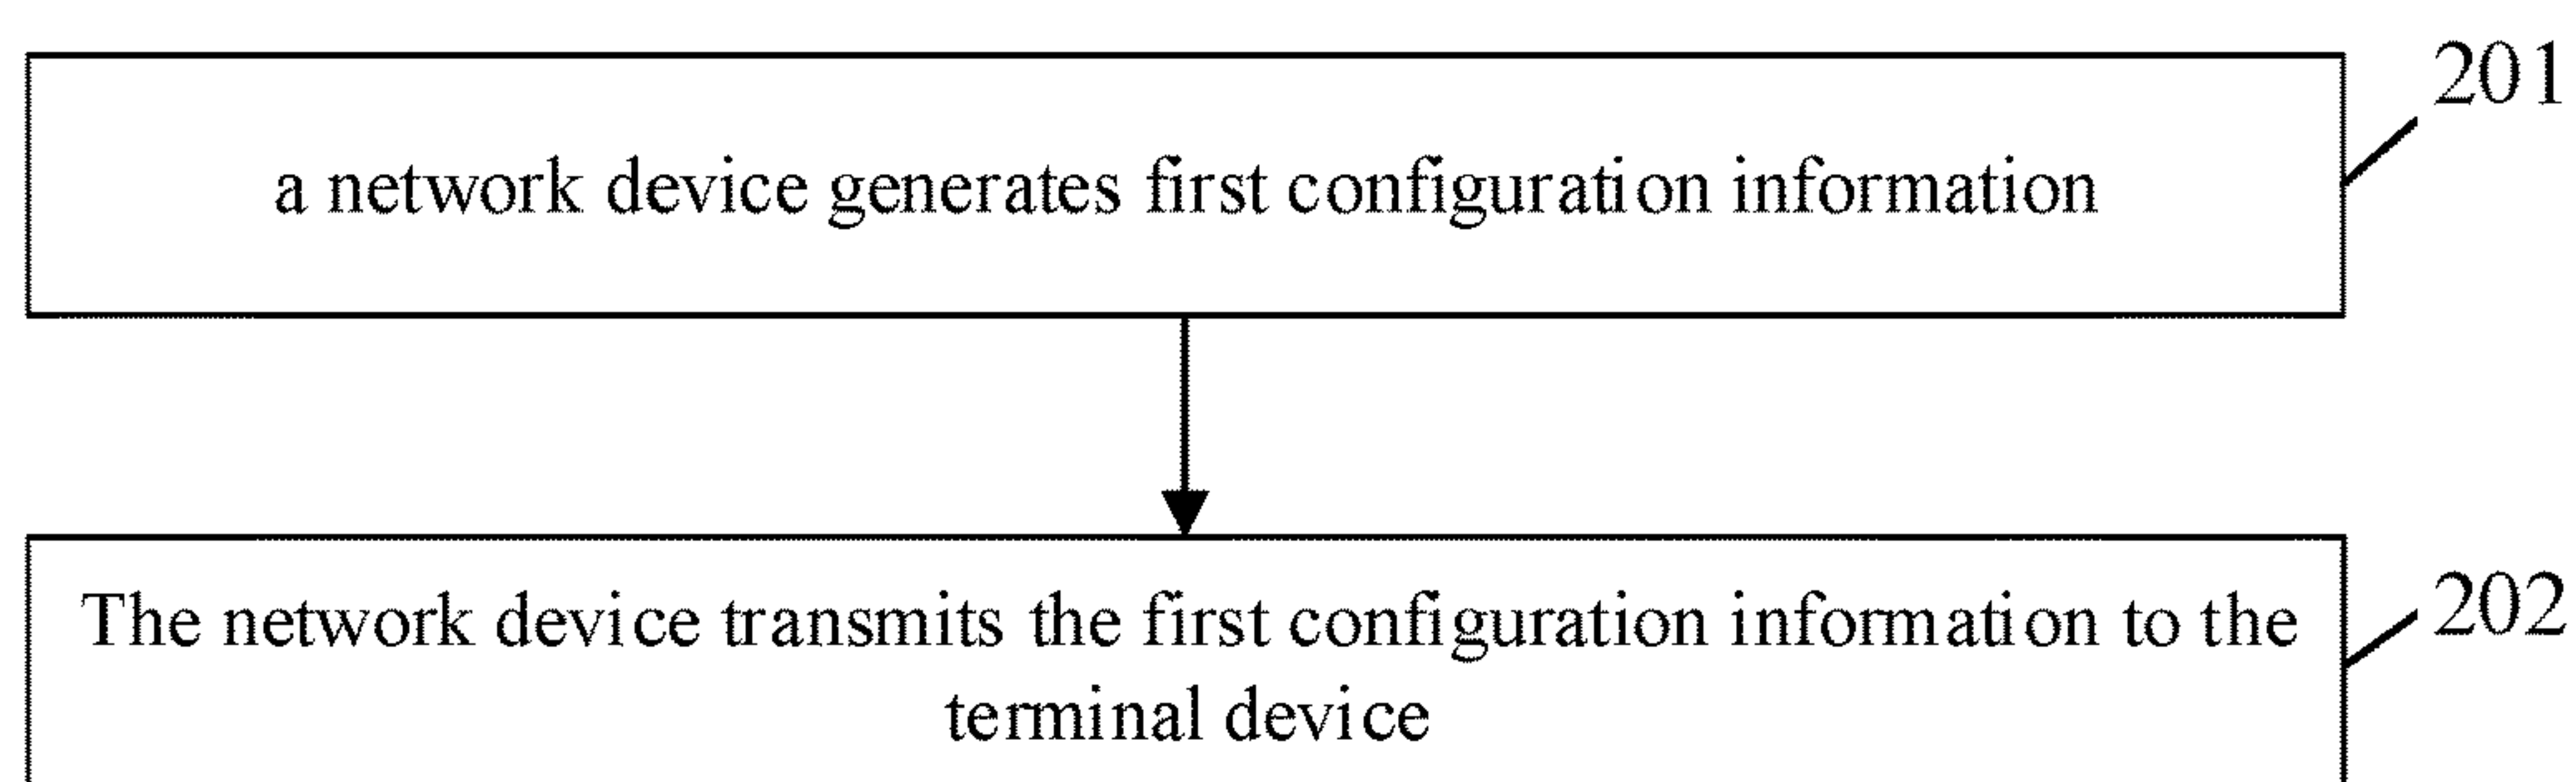 201
a network device generates first configuration information
The network device transmits the first configuration information to the
202
terminal device